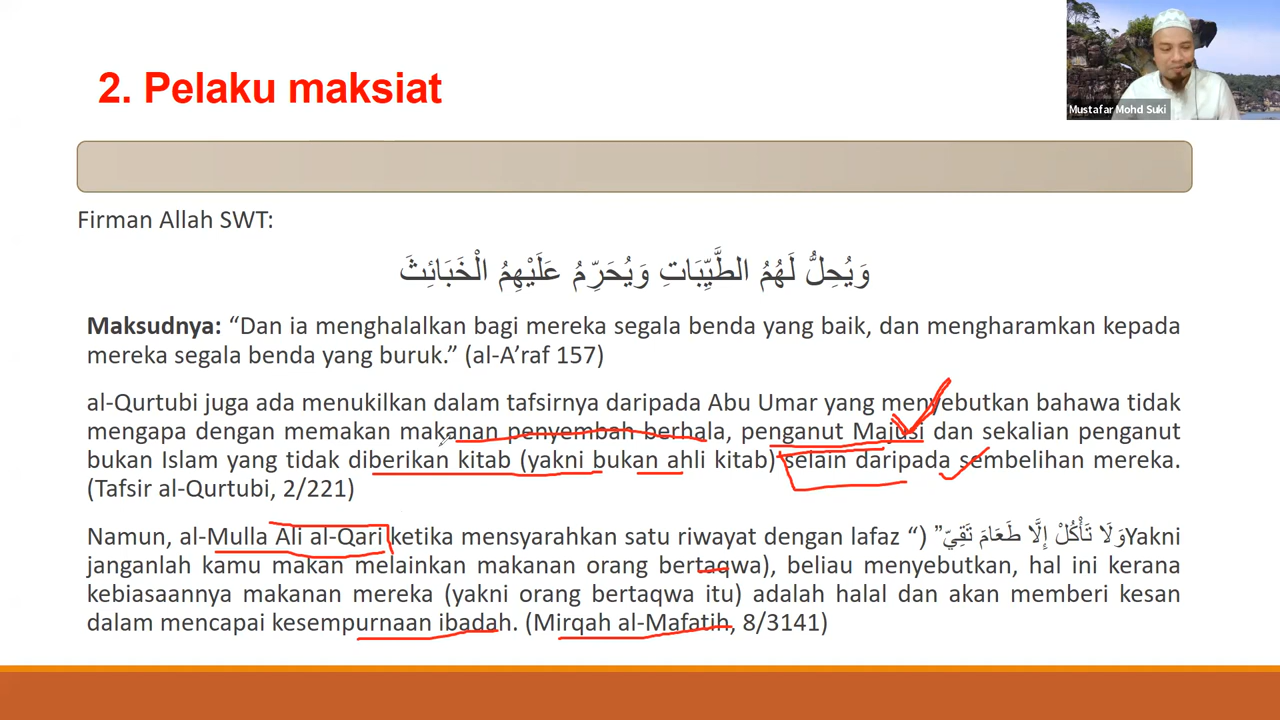 Mustafar Mohd Suki
2. Pelaku maksiat
Firman Allah SWT:
وَيُحِلُّ لَهُمُ الطَّيِّبَاتِ وَيُحَرِّمُ عَلَيْهِمُ الْخَبَائِثَ
Maksudnya: “Dan ia menghalalkan bagi mereka segala benda yang baik, dan mengharamkan kepada
mereka segala benda yang buruk.” (al-A’raf 157)
al-Qurtubi juga ada menukilkan dalam tafsirnya daripada Abu Umar yang menyebutkan bahawa tidak
mengapa dengan memakan makanan penyembah berhala, penganut Majusi dan sekalian penganut
bukan Islam yang tidak diberikan kitab (yakni bukan ahli kitab) selain daripada sembelihan mereka.
(Tafsir al-Qurtubi, 2/221)
Namun, al-Mulla Ali al-Qari ketika mensyarahkan satu riwayat dengan lafaz “) وَلَا تَأْكُلْ إِلَّا طَعَامَ تَقِيّ”Yakni
janganlah kamu makan melainkan makanan orang bertaqwa), beliau menyebutkan, hal ini kerana
kebiasaannya makanan mereka (yakni orang bertaqwa itu) adalah halal dan akan memberi kesan
dalam mencapai kesempurnaan ibadah. (Mirqah al-Mafatih, 8/3141)